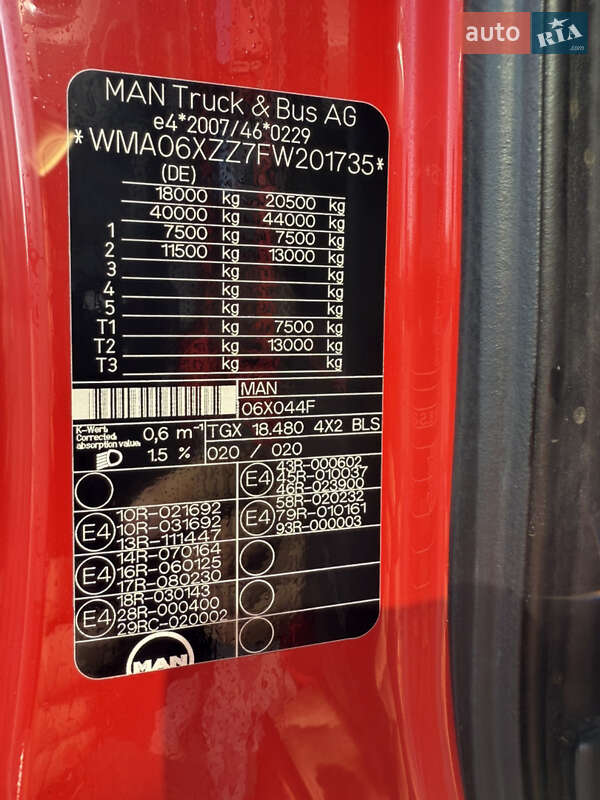 auto RIA .com
MAN Truck & Bus AG
e4*2007/46*0229
*WMA06XZZ7FW201735*
(DE)
18000 kg 20500 kg
40000 kg 44000 kg
1 7500 kg 7500 kg
2 11500 kg 13000 kg
3 kg kg
4 kg kg
5 kg kg
T1 kg 7500 kg
T2 kg 13000 kg
T3 kg kg
MAN
06X044F
K-Wert.
Corrected
absorption value
0,6 m⁻¹
1.5 %
TGX 18.480 4X2 BLS
020 / 020
E4
10R-021692
10R-031692
13R-111447
E4
14R-070164
16R-060125
17R-080230
E4
18R-030143
28R-000400
29RC-020002
E4
43R-000602
45R-010037
46R-023900
E4
58R-020232
79R-010161
93R-000003
MAN